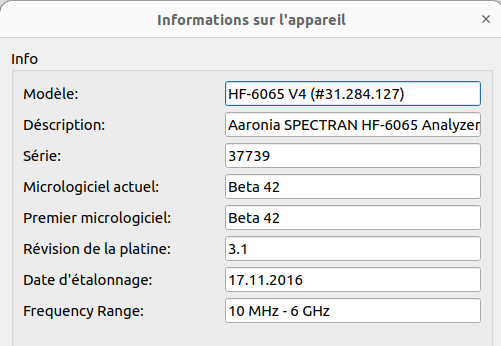 Informations sur l'appareil
Info
Modèle: HF-6065 V4 (#31.284.127)
Déscription: Aaronia SPECTRAN HF-6065 Analyzer
Série: 37739
Micrologiciel actuel: Beta 42
Premier micrologiciel: Beta 42
Révision de la platine: 3.1
Date d'étalonnage: 17.11.2016
Frequency Range: 10 MHz - 6 GHz